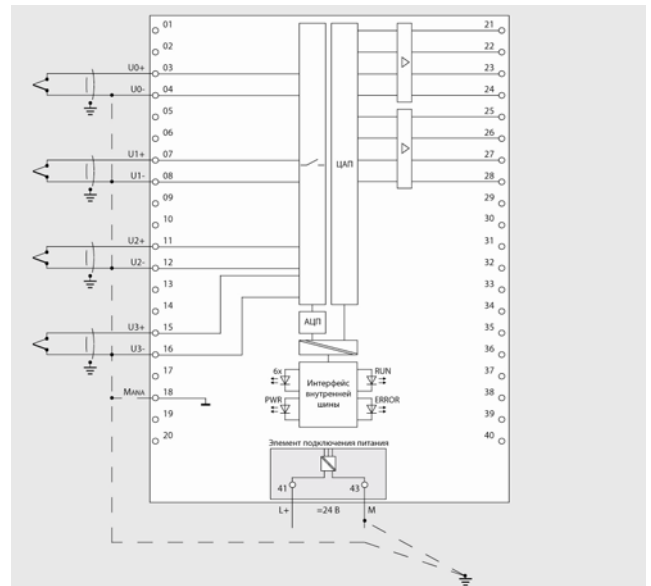 01 21
02 22
U0+ 03 23
U0- 04 24
05 25
06 26
U1+ 07 27
U1- 08 28
ЦАП
09 29
10 30
U2+ 11 31
U2- 12 32
13 33
14 34
АЦП
U3+ 15 35
U3- 16 36
17 37
6x RUN
Интерфейс
внутренней
шины
MANA 18 38
PWR ERROR
19 39
20 40
Элемент подключения питания
41 43
L+ =24 В M